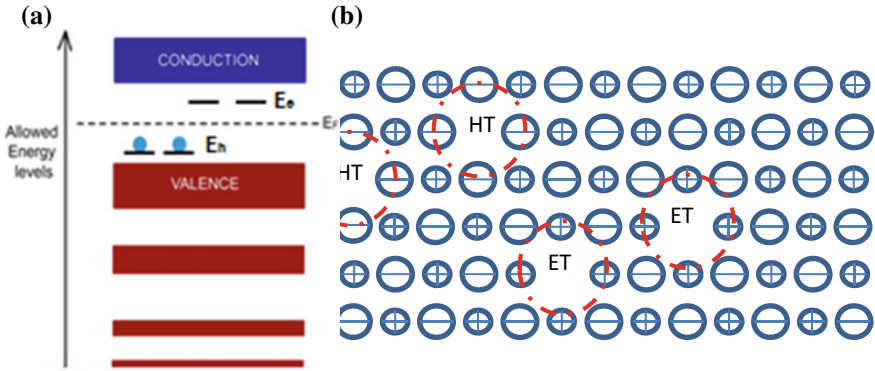 (a)
(b)
CONDUCTION
Ee
E
Allowed
Energy
levels
Eh
VALENCE
HT
HT
ET
ET